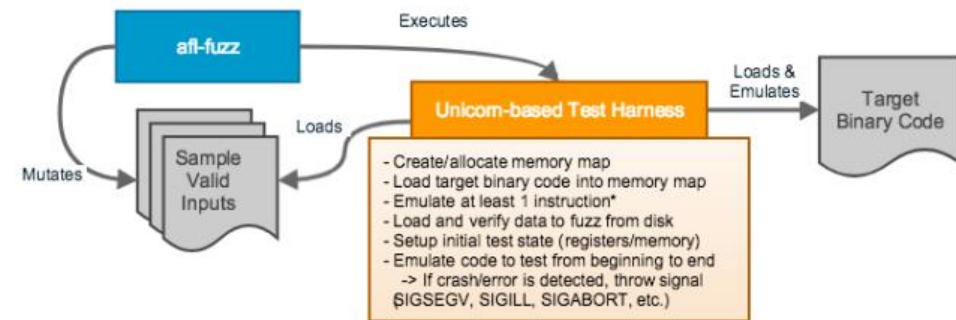 Executes
afl-fuzz
Loads &
Emulates
Unicorn-based Test Harness
Target
Binary Code
Loads
Mutates
Sample
Valid
Inputs
- Create/allocate memory map
- Load target binary code into memory map
- Emulate at least 1 instruction*
- Load and verify data to fuzz from disk
- Setup initial test state (registers/memory)
- Emulate code to test from beginning to end
-> If crash/error is detected, throw signal
(SIGSEGV, SIGILL, SIGABORT, etc.)